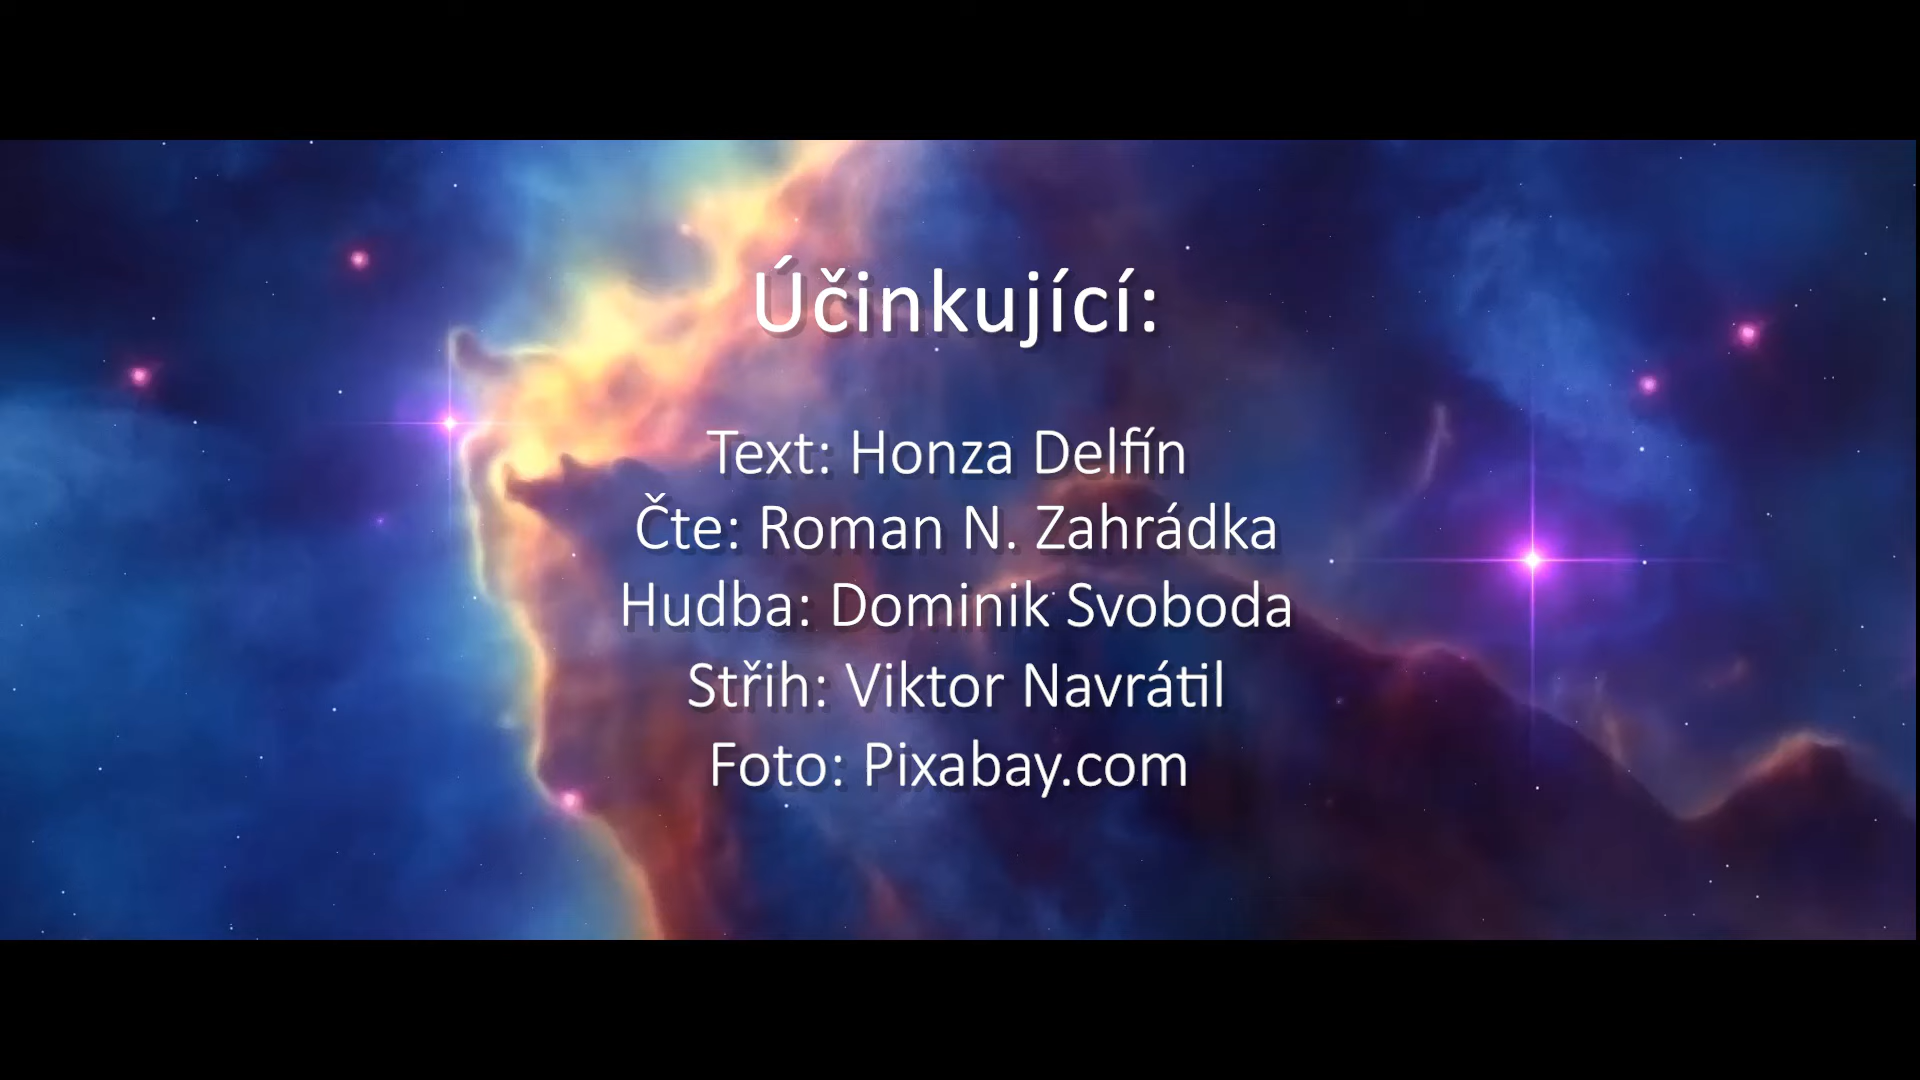 Účinkující:
Text: Honza Delfín
Čte: Roman N. Zahrádka
Hudba: Dominik Svoboda
Střih: Viktor Navrátil
Foto: Pixabay.com